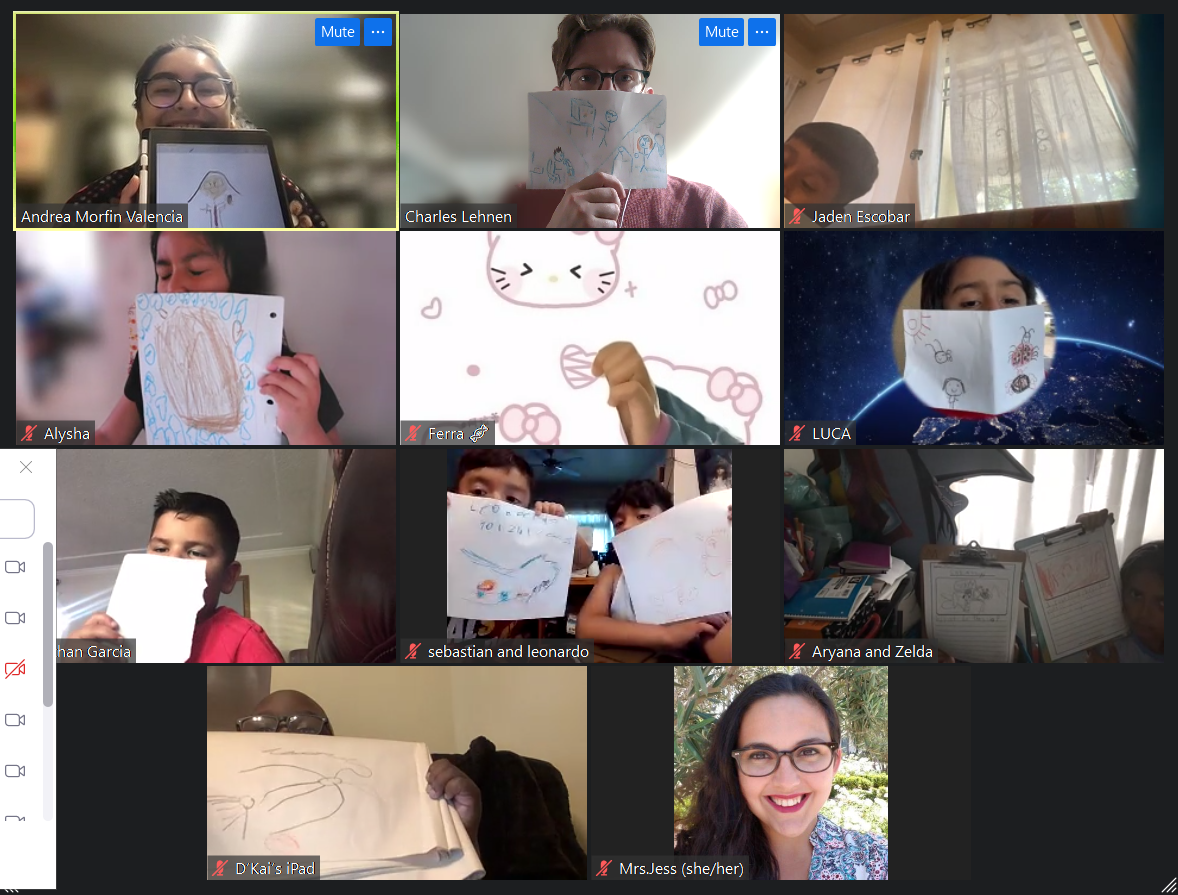 Mute
...
Mute
...
Andrea Morfin Valencia
Charles Lehnen
Jaden Escobar
Alysha
Ferra 🍬
LUCA
han Garcia
sebastian and leonardo
Aryana and Zelda
D'Kai's iPad
Mrs.Jess (she/her)